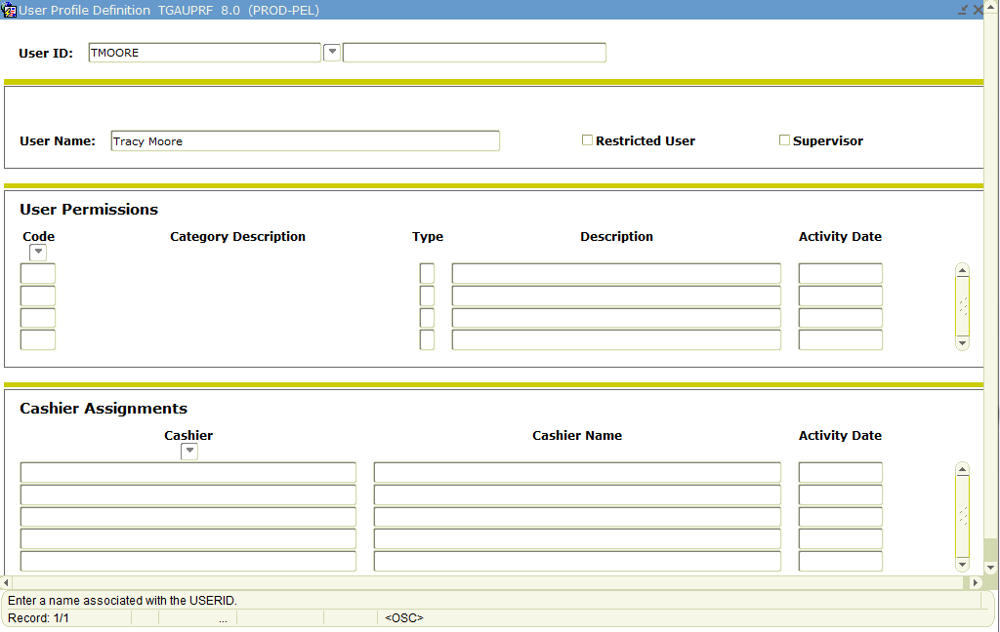 User Profile Definition TGAUPRF 8.0 (PROD-PEL)
User ID: TMOORE
User Name: Tracy Moore Restricted User Supervisor
User Permissions
Code Category Description Type Description Activity Date
Cashier Assignments
Cashier Cashier Name Activity Date
Enter a name associated with the USERID.
Record: 1/1 ... <OSC>